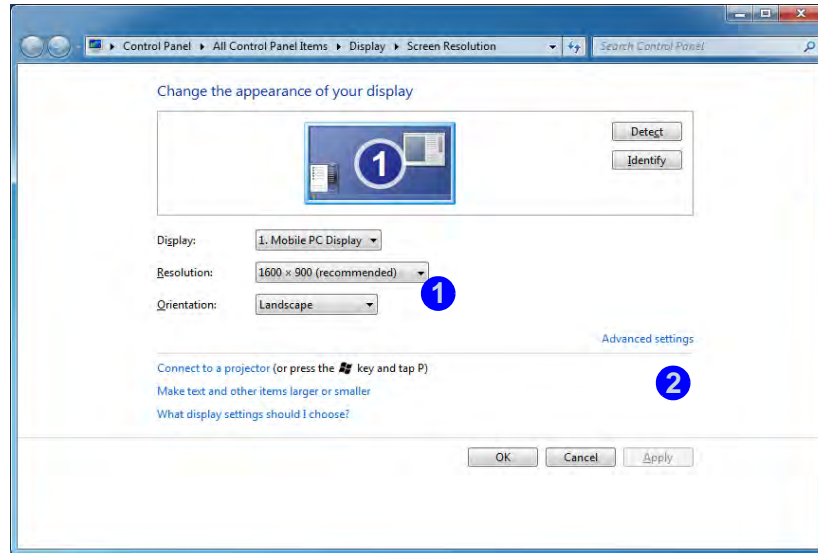 Control Panel ▸ All Control Panel Items ▸ Display ▸ Screen Resolution Search Control Panel
Change the appearance of your display
1
Detect
Identify
Display: 1. Mobile PC Display
Resolution: 1600 × 900 (recommended)
1
Orientation: Landscape
Advanced settings
Connect to a projector (or press the key and tap P)
2
Make text and other items larger or smaller
What display settings should I choose?
OK Cancel Apply